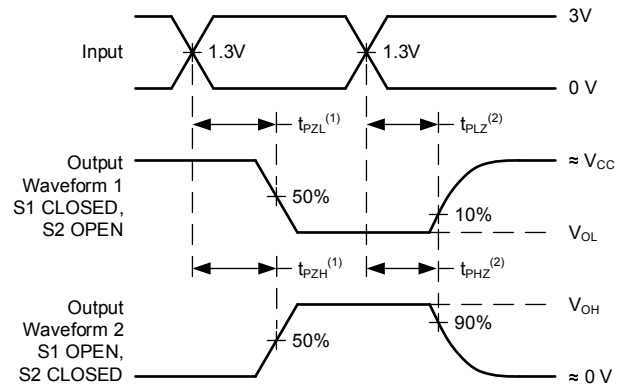 3V
Input
1.3V
1.3V
0 V
tPZL(1)
tPLZ(2)
Output
Waveform 1
S1 CLOSED,
S2 OPEN
≈ VCC
50%
10%
VOL
tPZH(1)
tPHZ(2)
Output
Waveform 2
S1 OPEN,
S2 CLOSED
VOH
90%
50%
≈ 0 V